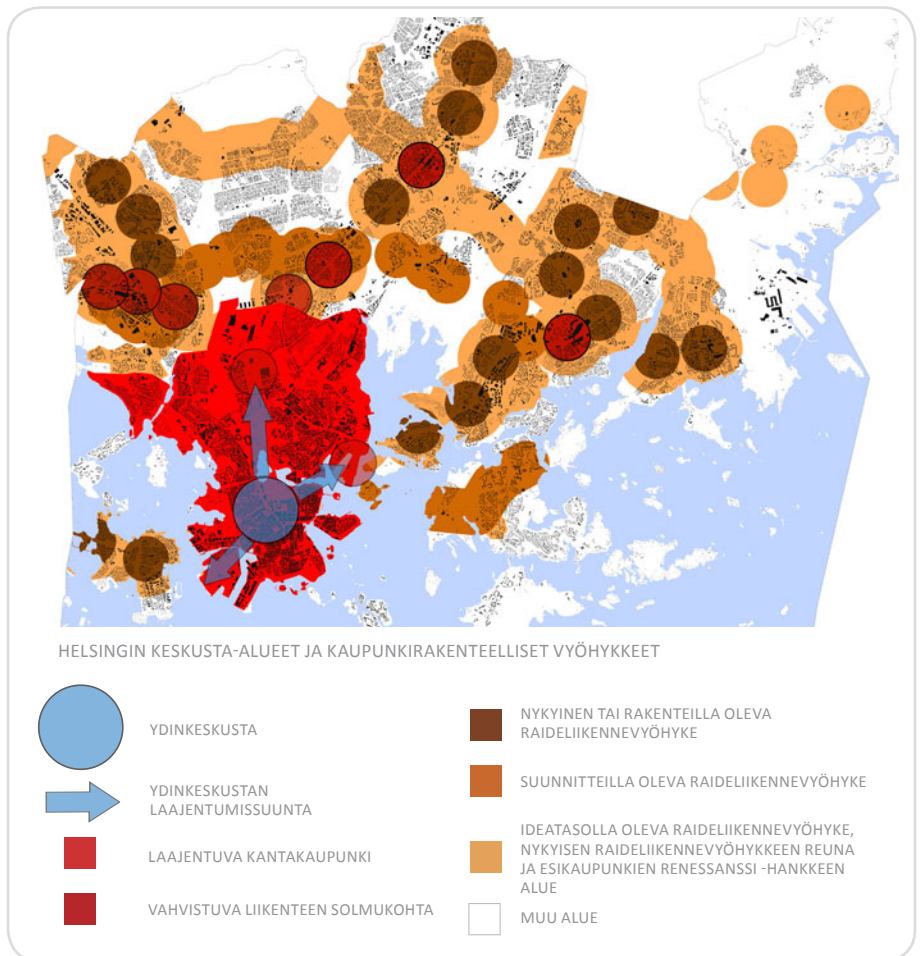 HELSINGIN KESKUSTA-ALUEET JA KAUPUNKIRAKENTEELLISET VYÖHYKKEET
YDINKESKUSTA
YDINKESKUSTAN
LAAJENTUMISSUUNTA
LAAJENTUVA KANTAKAUPUNKI
VAHVISTUVA LIIKENTEEN SOLMUKOHTA
NYKYINEN TAI RAKENTEILLA OLEVA
RAIDELIIKENNEVYÖHYKE
SUUNNITTEILLA OLEVA RAIDELIIKENNEVYÖHYKE
IDEATASOLLA OLEVA RAIDELIIKENNEVYÖHYKE,
NYKYISEN RAIDELIIKENNEVYÖHYKKEEN REUNA
JA ESIKAUPUNKIEN RENESSANSSI -HANKKEEN
ALUE
MUU ALUE